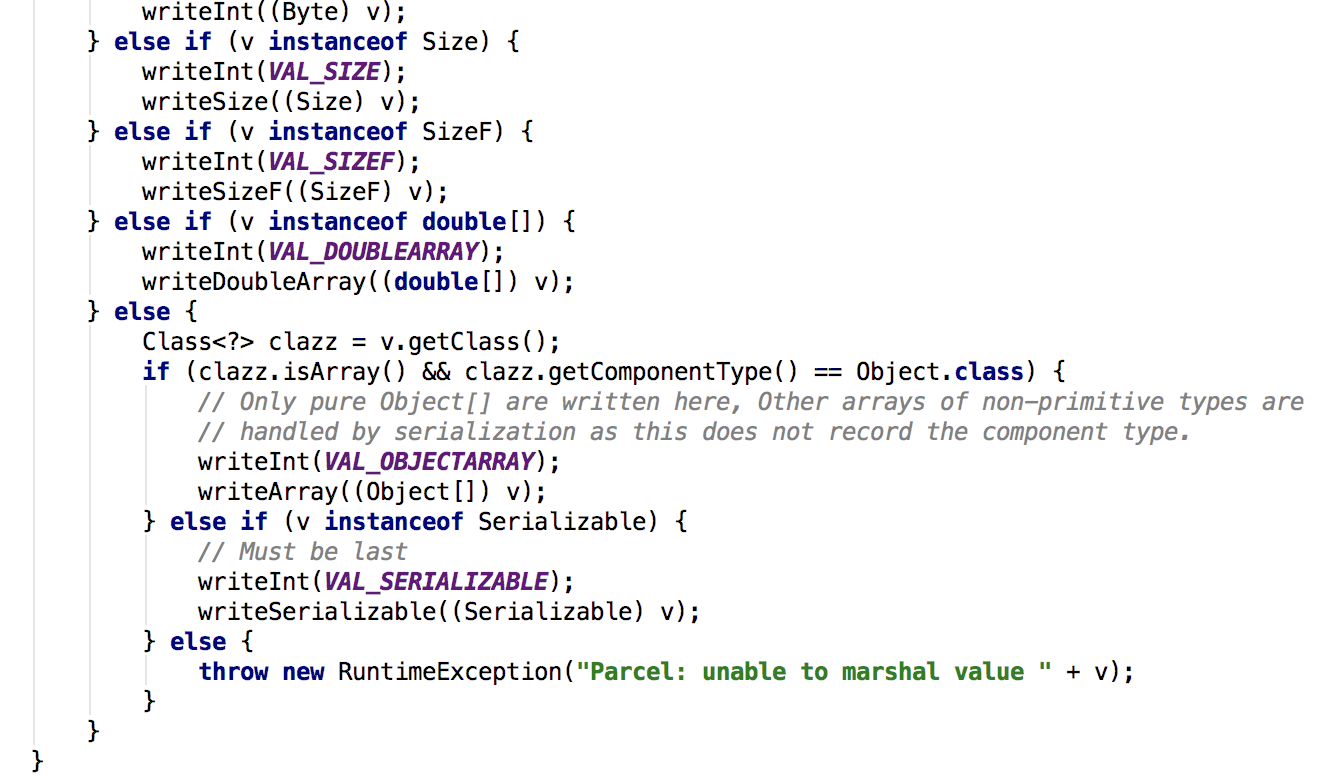 writeInt((Byte) v);
        } else if (v instanceof Size) {
            writeInt(VAL_SIZE);
            writeSize((Size) v);
        } else if (v instanceof SizeF) {
            writeInt(VAL_SIZEF);
            writeSizeF((SizeF) v);
        } else if (v instanceof double[]) {
            writeInt(VAL_DOUBLEARRAY);
            writeDoubleArray((double[]) v);
        } else {
            Class<?> clazz = v.getClass();
            if (clazz.isArray() && clazz.getComponentType() == Object.class) {
                // Only pure Object[] are written here, Other arrays of non-primitive types are
                // handled by serialization as this does not record the component type.
                writeInt(VAL_OBJECTARRAY);
                writeArray((Object[]) v);
            } else if (v instanceof Serializable) {
                // Must be last
                writeInt(VAL_SERIALIZABLE);
                writeSerializable((Serializable) v);
            } else {
                throw new RuntimeException("Parcel: unable to marshal value " + v);
            }
        }
    }